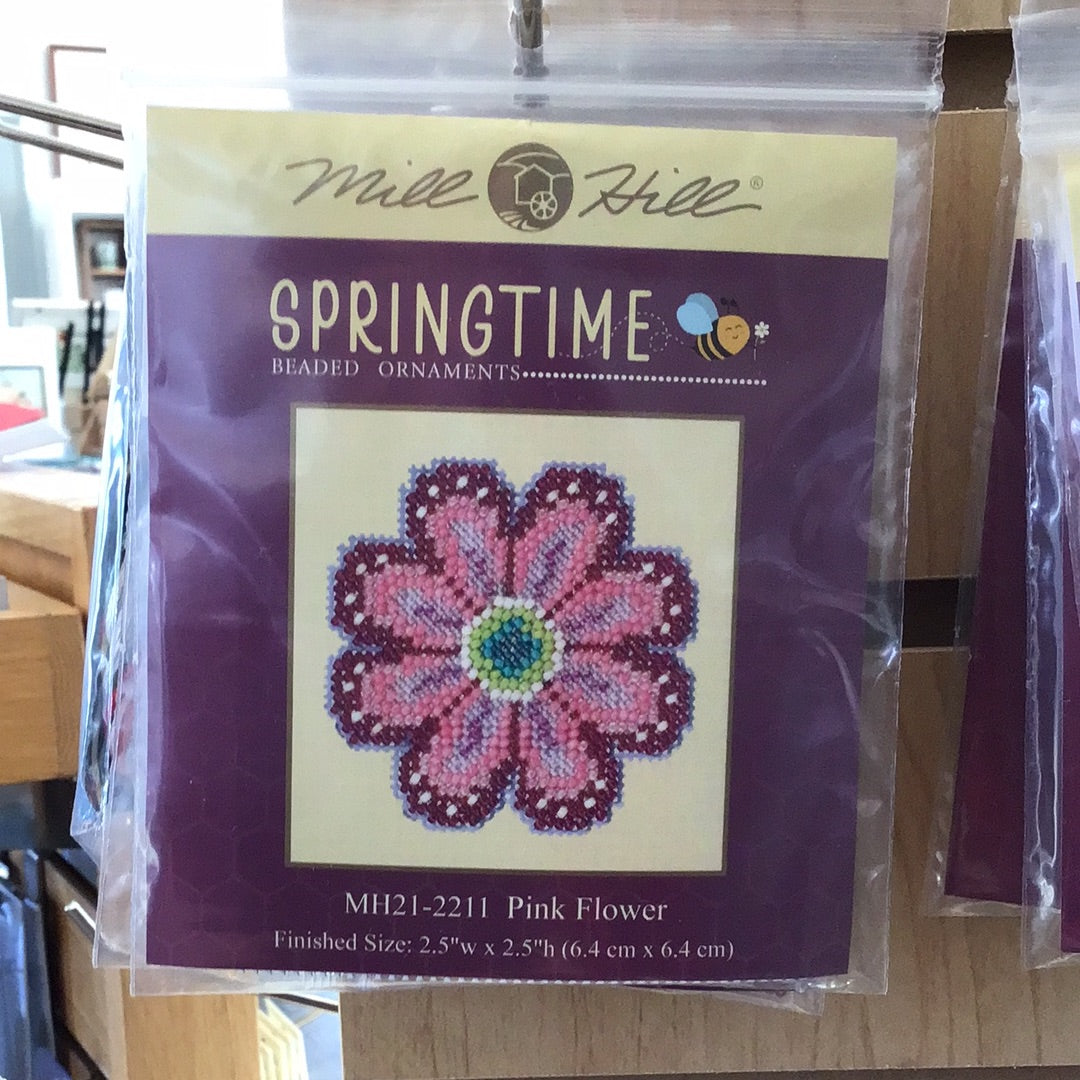 Mill Hill®
SPRINGTIME
BEADED ORNAMENTS
MH21-2211 Pink Flower
Finished Size: 2.5"w x 2.5"h (6.4 cm x 6.4 cm)